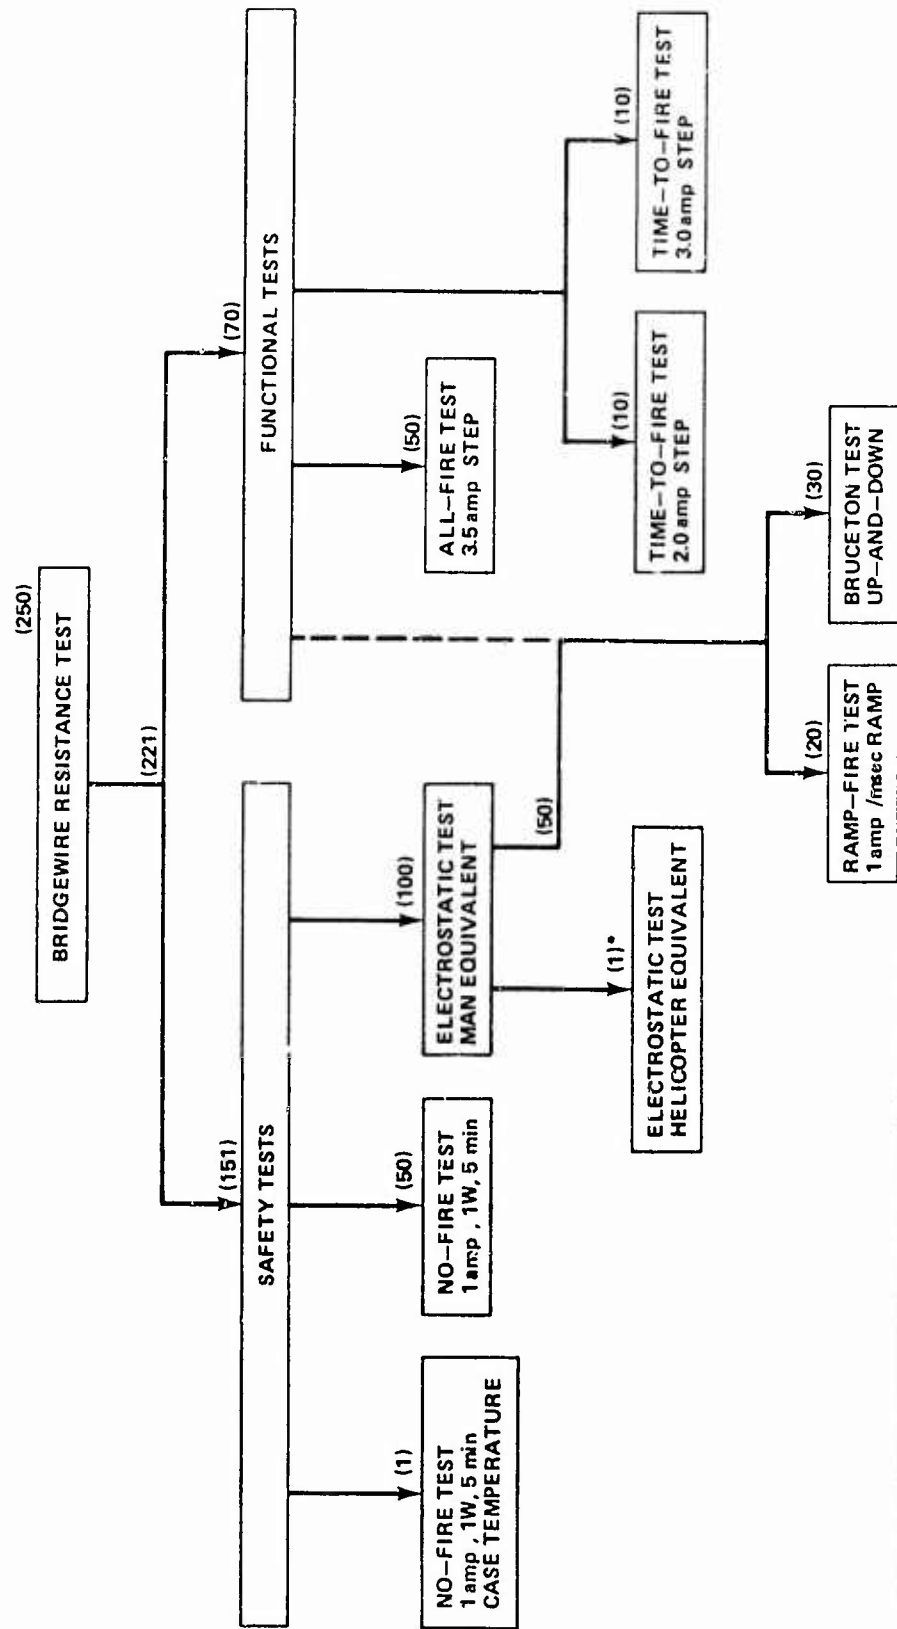 (250)
BRIDGEWIRE RESISTANCE TEST
(221)
(151)
(70)
SAFETY TESTS
FUNCTIONAL TESTS
(1)
(50)
(100)
(50)
NO-FIRE TEST
1 amp , 1W, 5 min
CASE TEMPERATURE
NO-FIRE TEST
1 amp , 1W, 5 min
ELECTROSTATIC TEST
MAN EQUIVALENT
ALL-FIRE TEST
3.5 amp STEP
(1)*
(50)
(10)
(10)
ELECTROSTATIC TEST
HELICOPTER EQUIVALENT
TIME-TO-FIRE TEST
2.0 amp STEP
TIME-TO-FIRE TEST
3.0 amp STEP
(20)
(30)
RAMP-FIRE TEST
1 amp /msec RAMP
BRUCETON TEST
UP-AND-DOWN